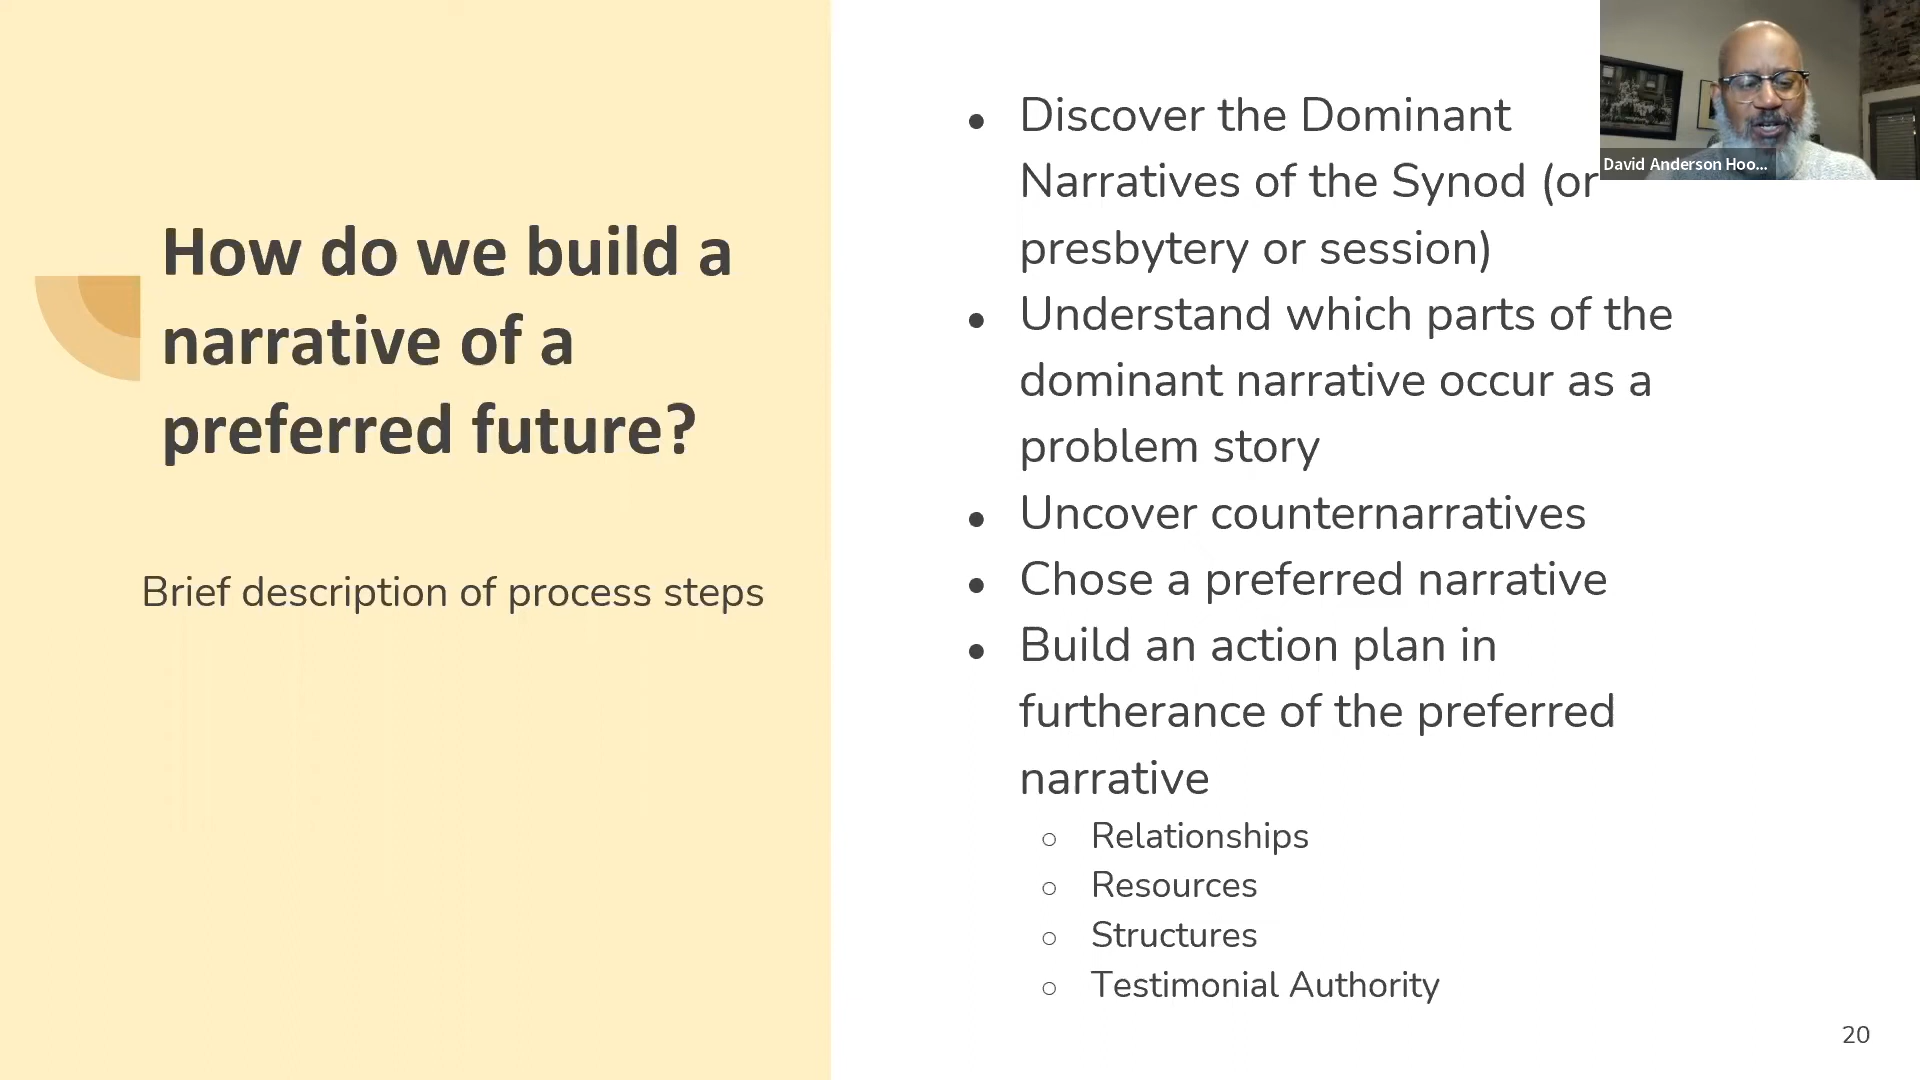 How do we build a
narrative of a
preferred future?
Brief description of process steps
● Discover the Dominant
Narratives of the Synod (or
presbytery or session)
● Understand which parts of the
dominant narrative occur as a
problem story
● Uncover counternarratives
● Chose a preferred narrative
● Build an action plan in
furtherance of the preferred
narrative
○ Relationships
○ Resources
○ Structures
○ Testimonial Authority
David Anderson Hoo...
20